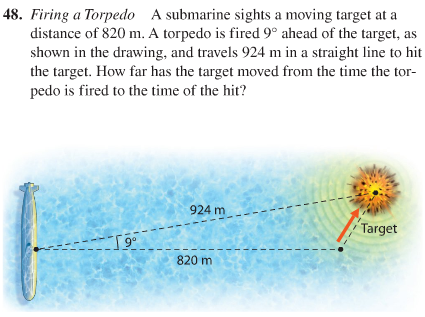 48. Firing a Torpedo A submarine sights a moving target at a
distance of 820 m. A torpedo is fired 9° ahead of the target, as
shown in the drawing, and travels 924 m in a straight line to hit
the target. How far has the target moved from the time the tor-
pedo is fired to the time of the hit?
924 m
Target
9°
820 m